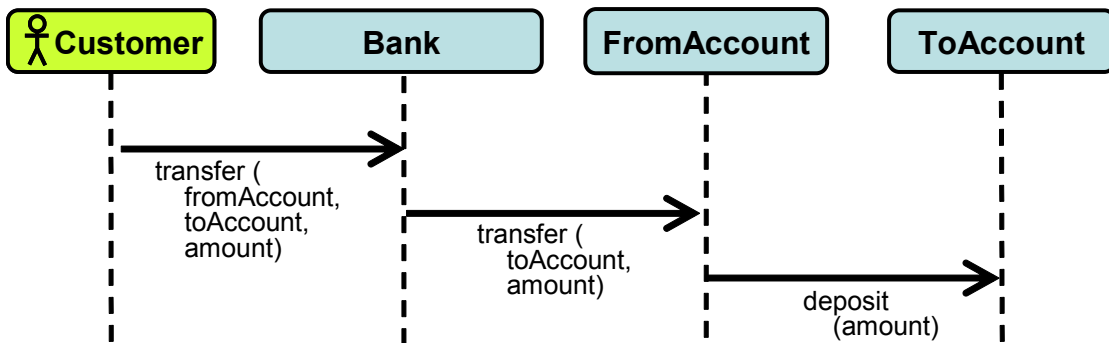 Customer
Bank
FromAccount
ToAccount
transfer (
fromAccount,
toAccount,
amount)
transfer (
toAccount,
amount)
deposit
(amount)